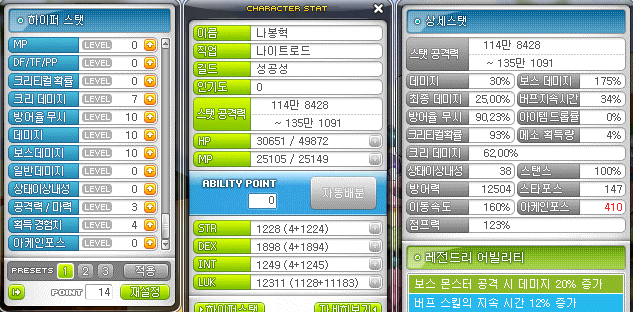 하이퍼 스탯
MP LEVEL 0
DF/TF/PP LEVEL 0
크리티컬 확률 LEVEL 0
크리 데미지 LEVEL 7
방어율 무시 LEVEL 10
데미지 LEVEL 10
보스데미지 LEVEL 10
일반데미지 LEVEL 0
상태이상내성 LEVEL 0
공격력/마력 LEVEL 3
획득경험치 LEVEL 4
아케인포스 LEVEL 0
PRESETS 1 2 3 적용
POINT 14 재설정
CHARACTER STAT
이름 나봉혁
직업 나이트로드
길드 성공성
인기도 0
스탯 공격력 114만 8428
~ 135만 1091
HP 30651 / 49872
MP 25105 / 25149
ABILITY POINT
0 자동배분
STR 1228 (4+1224)
DEX 1898 (4+1894)
INT 1249 (4+1245)
LUK 12311 (1128+11183)
▶하이퍼스탯 자세히보기◀
상세스탯
스탯 공격력 114만 8428
~ 135만 1091
데미지 30% 보스 데미지 175%
최종 데미지 25,00% 버프지속시간 34%
방어율 무시 90,23% 아이템드롭률 0%
크리티컬확률 93% 메소 획득량 4%
크리 데미지 62,00%
상태이상내성 38 스탠스 100%
방어력 12504 스타포스 147
이동속도 160% 아케인포스 410
점프력 123%
레전드리 어빌리티
보스 몬스터 공격 시 데미지 20% 증가
버프 스킬의 지속 시간 12% 증가